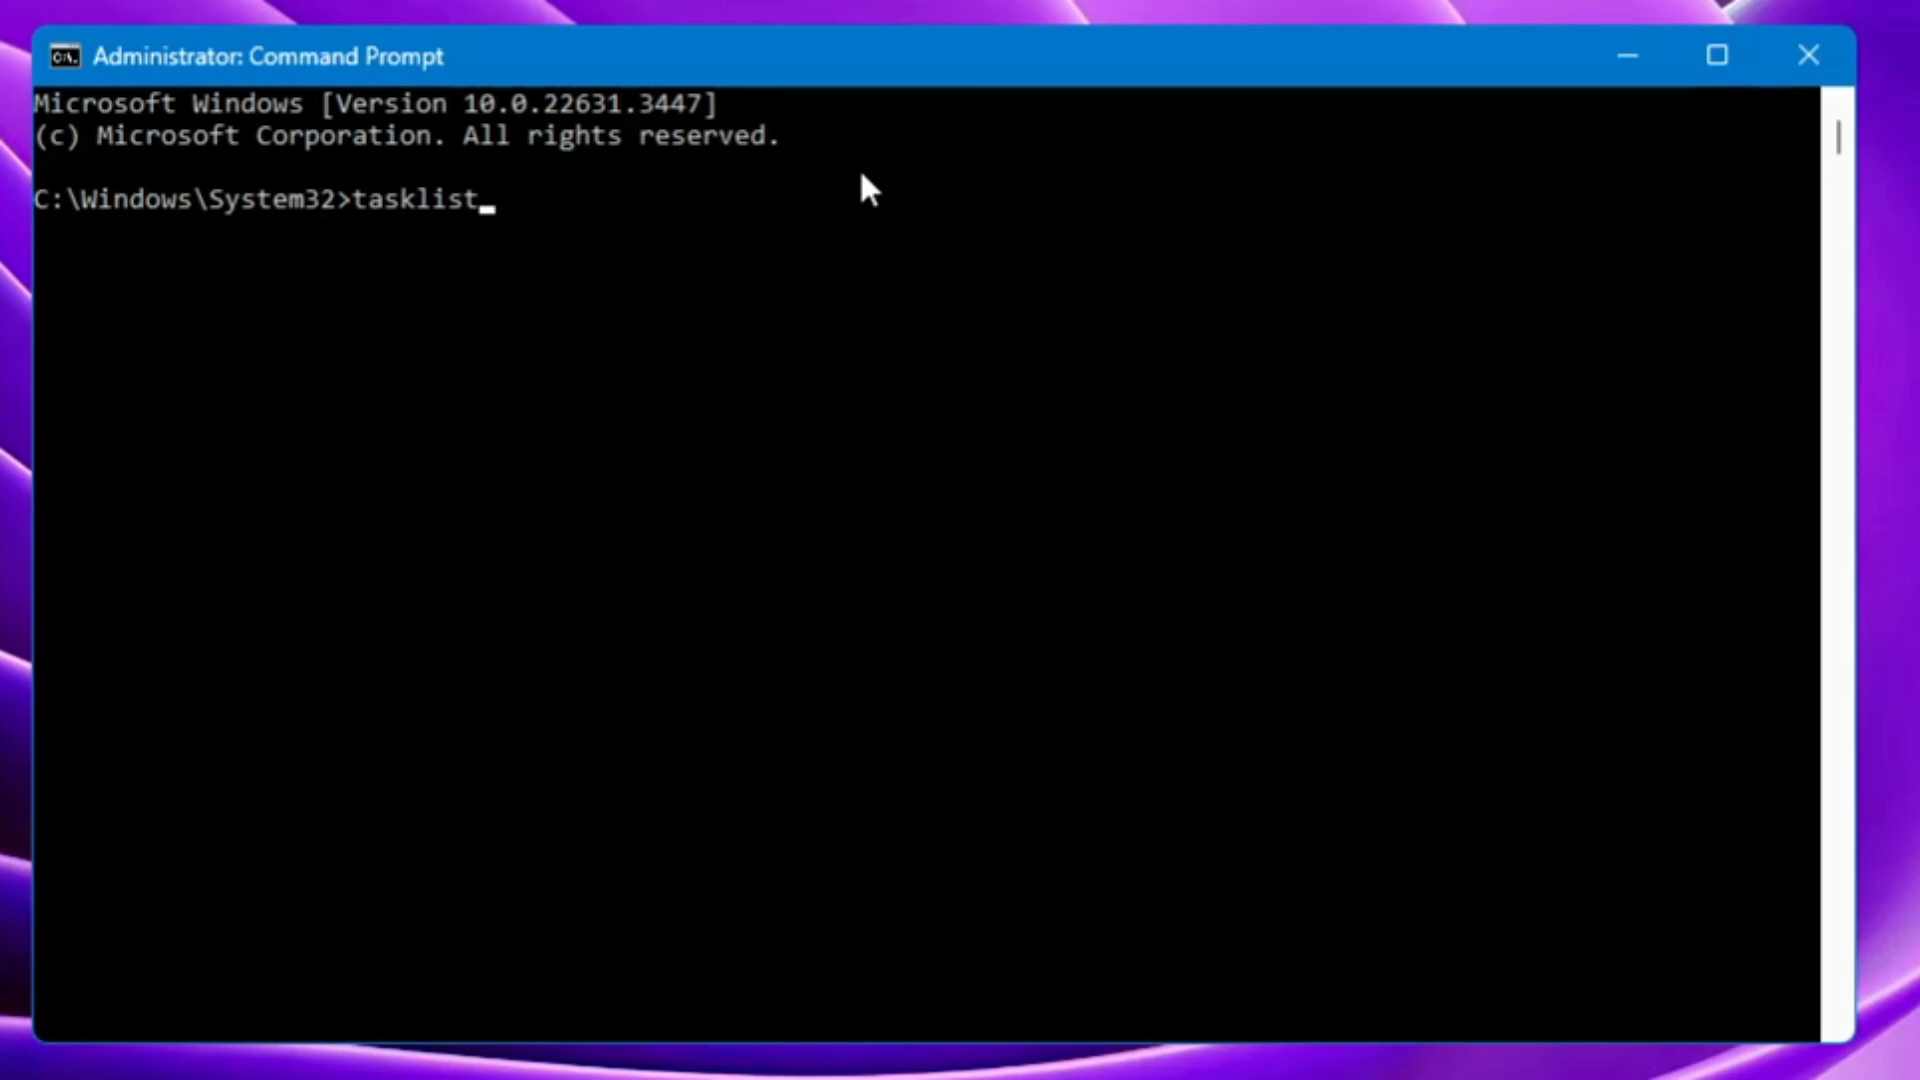 Administrator: Command Prompt
Microsoft Windows [Version 10.0.22631.3447]
(c) Microsoft Corporation. All rights reserved.
C:\Windows\System32>tasklist